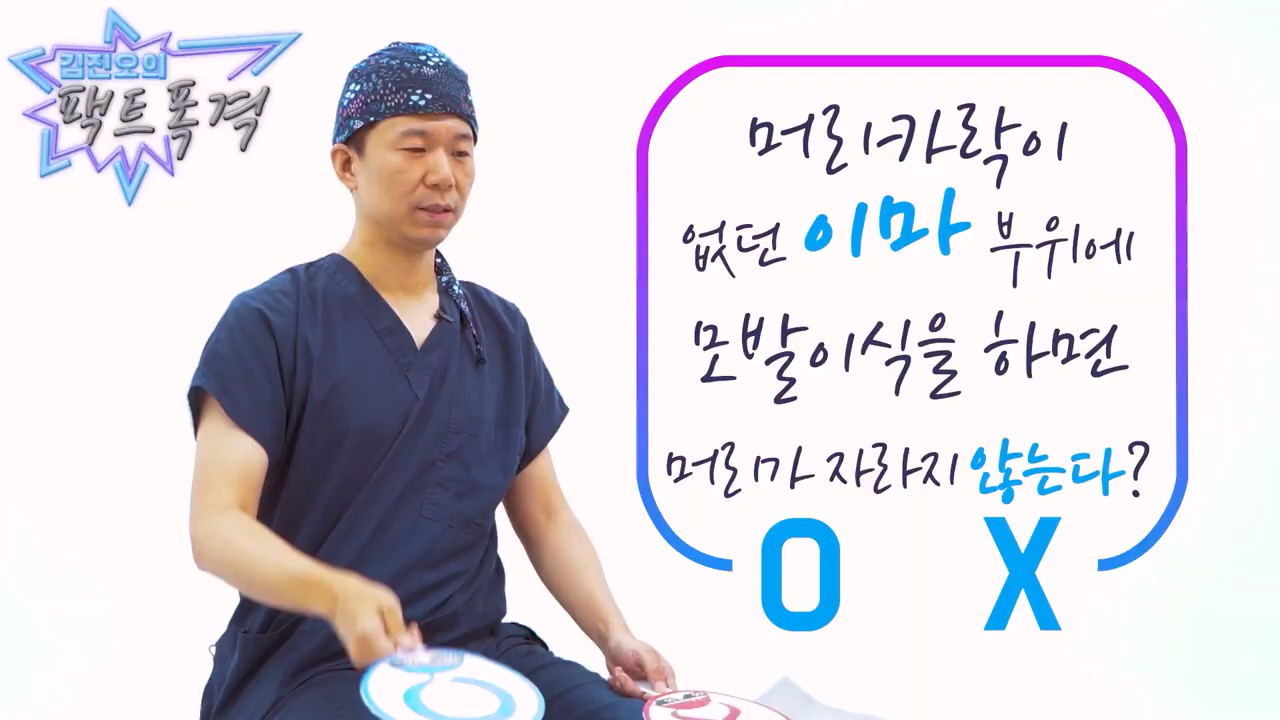 김진오의
팩트폭격
머리카락이
없던 이마 부위에
모발이식을 하면
머리가 자라지 않는다?
O X